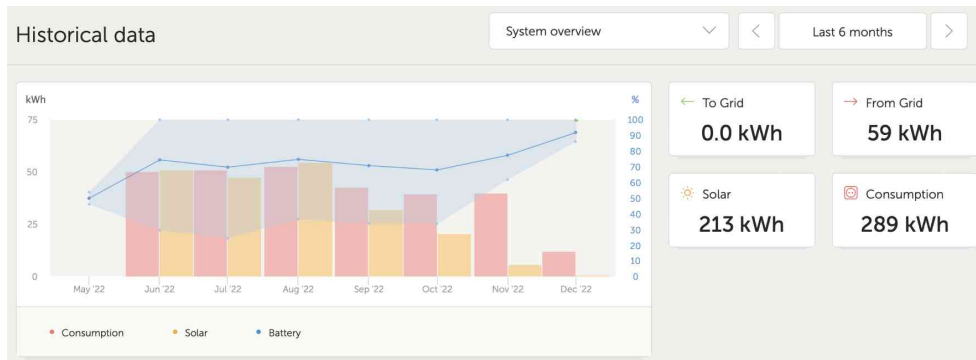 Historical data
System overview
Last 6 months
kWh
%
75
50
25
0
100
90
80
70
60
50
40
30
20
10
0
May '22
Jun '22
Jul '22
Aug '22
Sep '22
Oct '22
Nov '22
Dec '22
Consumption
Solar
Battery
To Grid
0.0 kWh
From Grid
59 kWh
Solar
213 kWh
Consumption
289 kWh